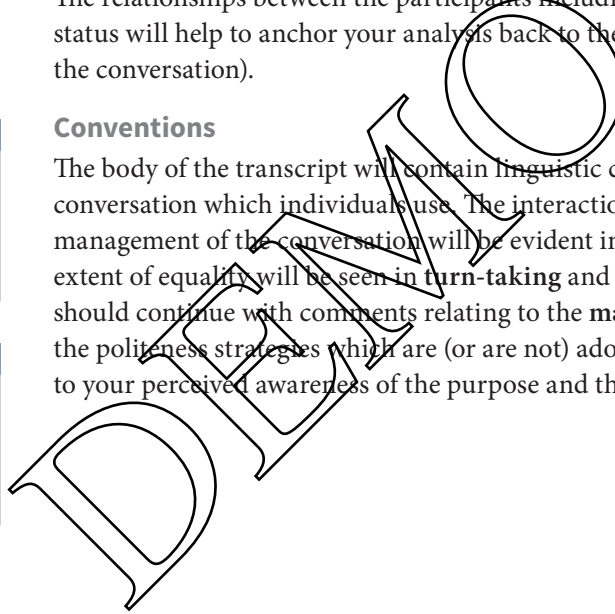 The relationships between the participants includi
status will help to anchor your analysis back to the
the conversation).
Conventions
The body of the transcript will contain linguistic c
conversation which individuals use. The interactio
management of the conversation will be evident in
extent of equality will be seen in turn-taking and
should continue with comments relating to the ma
the politeness strategies which are (or are not) ado
to your perceived awareness of the purpose and th
DEMO